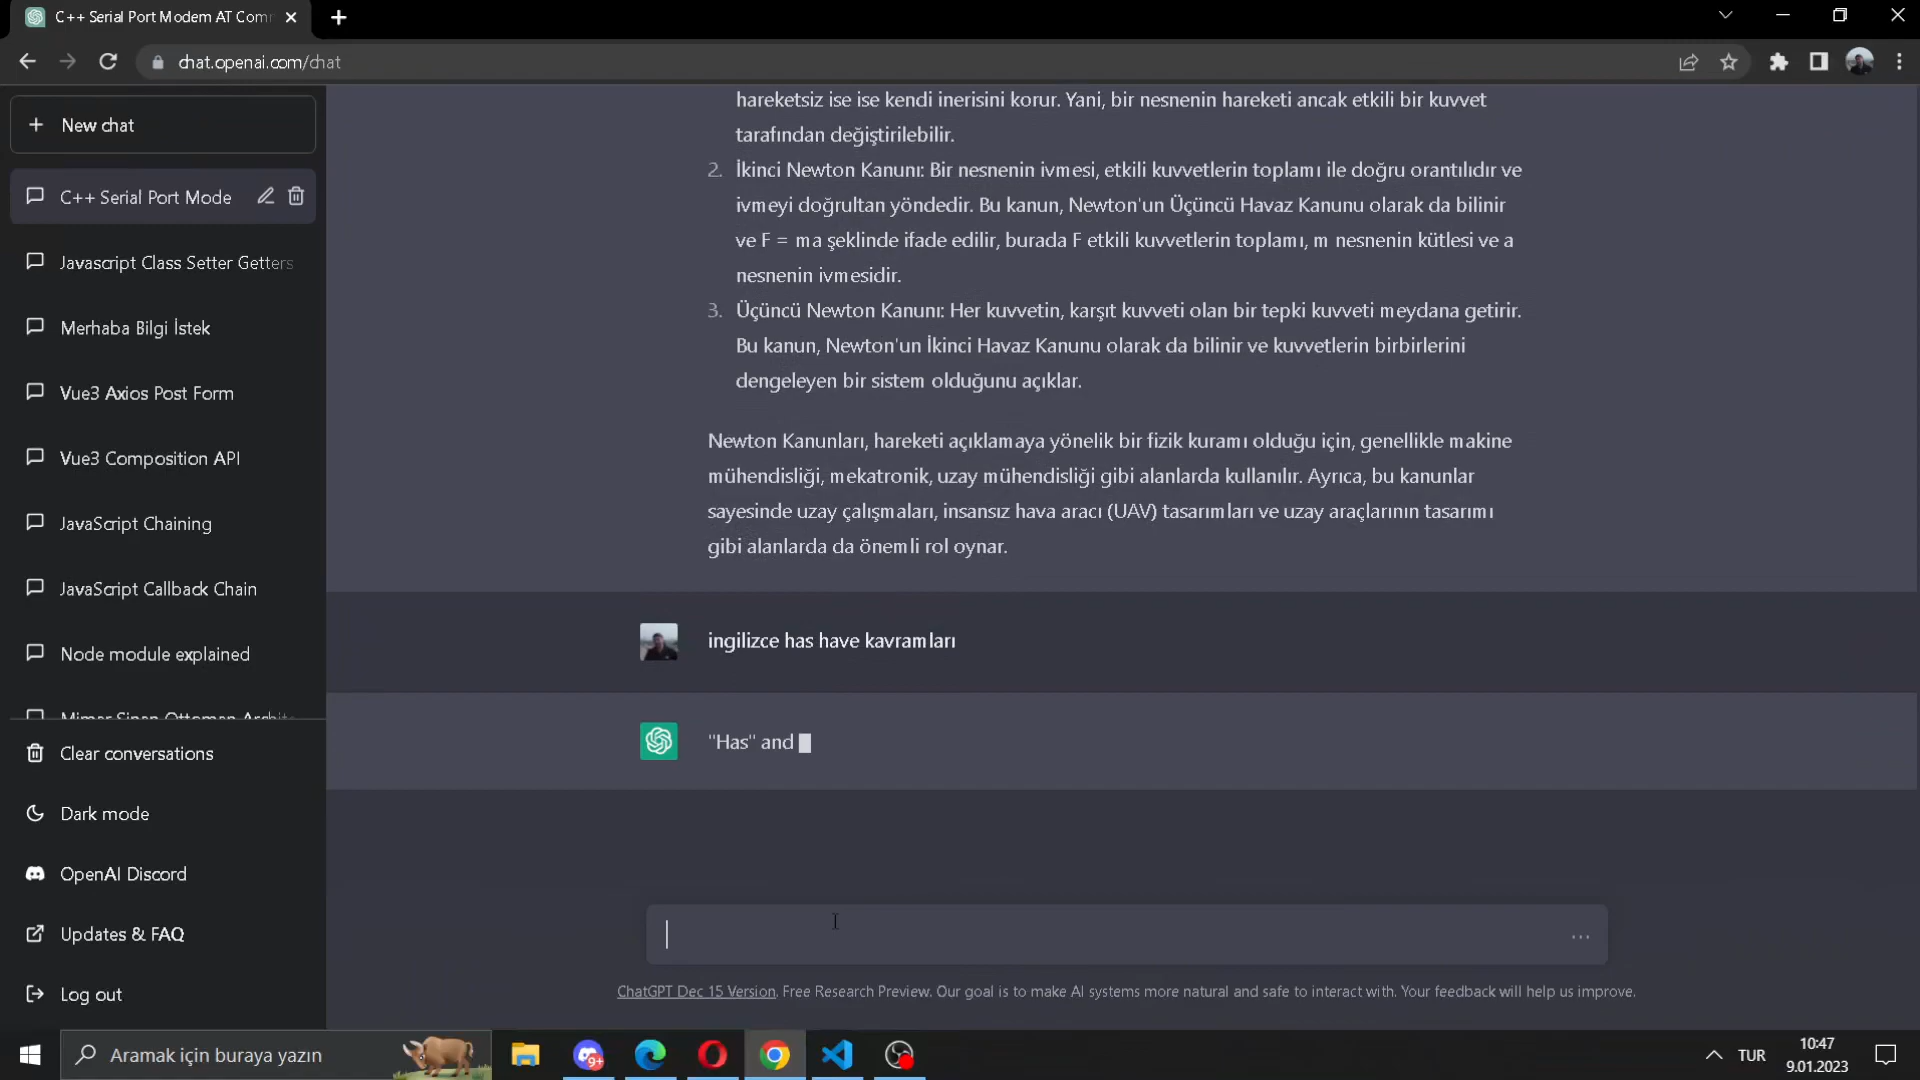 C++ Serial Port Modem AT Com
chat.openai.com/chat
New chat
C++ Serial Port Mode
Javascript Class Setter Getters
Merhaba Bilgi İstek
Vue3 Axios Post Form
Vue3 Composition API
JavaScript Chaining
JavaScript Callback Chain
Node module explained
Mimar Sinan Ottoman Archite
Clear conversations
Dark mode
OpenAI Discord
Updates & FAQ
Log out
hareketsiz ise ise kendi inerisini korur. Yani, bir nesnenin hareketi ancak etkili bir kuvvet
tarafından değiştirilebilir.
2. İkinci Newton Kanunı: Bir nesnenin ivmesi, etkili kuvvetlerin toplamı ile doğru orantılıdır ve
ivmeyi doğrultan yöndedir. Bu kanun, Newton'un Üçüncü Havaz Kanunu olarak da bilinir
ve F = ma şeklinde ifade edilir, burada F etkili kuvvetlerin toplamı, m nesnenin kütlesi ve a
nesnenin ivmesidir.
3. Üçüncü Newton Kanunı: Her kuvvetin, karşıt kuvveti olan bir tepki kuvveti meydana getirir.
Bu kanun, Newton'un İkinci Havaz Kanunu olarak da bilinir ve kuvvetlerin birbirlerini
dengeleyen bir sistem olduğunu açıklar.
Newton Kanunları, hareketi açıklamaya yönelik bir fizik kuramı olduğu için, genellikle makine
mühendisliği, mekatronik, uzay mühendisliği gibi alanlarda kullanılır. Ayrıca, bu kanunlar
sayesinde uzay çalışmaları, insansız hava aracı (UAV) tasarımları ve uzay araçlarının tasarımı
gibi alanlarda da önemli rol oynar.
ingilizce has have kavramları
"Has" and
ChatGPT Dec 15 Version. Free Research Preview. Our goal is to make AI systems more natural and safe to interact with. Your feedback will help us improve.
Aramak için buraya yazın
9+
TUR
10:47
9.01.2023